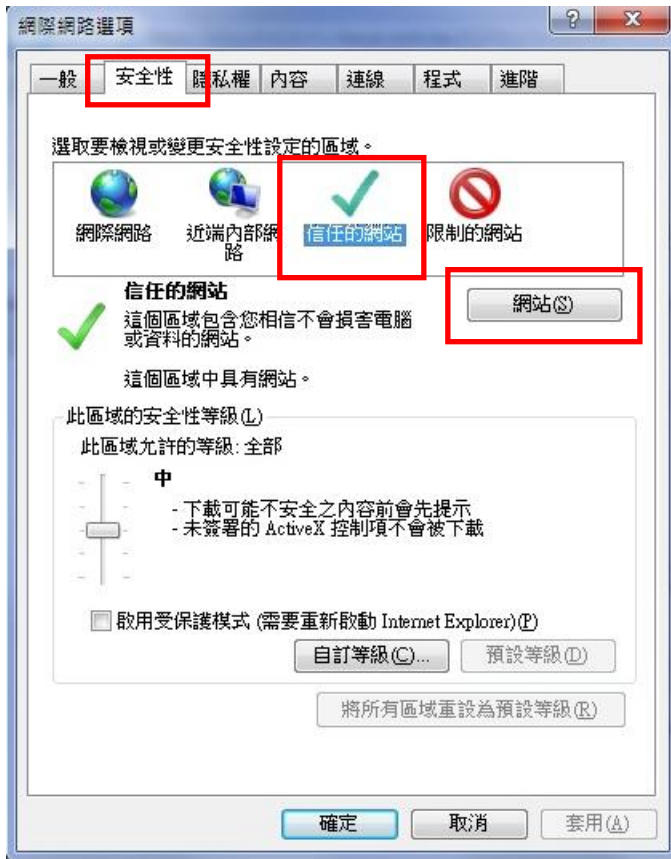 網際網路選項
一般 安全性 隱私權 內容 連線 程式 進階
選取要檢視或變更安全性設定的區域。
網際網路 近端內部網路 信任的網站 限制的網站
信任的網站
網站(S)
這個區域包含您相信不會損害電腦
或資料的網站。
這個區域中具有網站。
此區域的安全性等級(L)
此區域允許的等級: 全部
中
- 下載可能不安全之內容前會先提示
- 未簽署的 ActiveX 控制項不會被下載
啟用受保護模式 (需要重新啟動 Internet Explorer)(P)
自訂等級(C)... 預設等級(D)
將所有區域重設為預設等級(R)
確定 取消 套用(A)